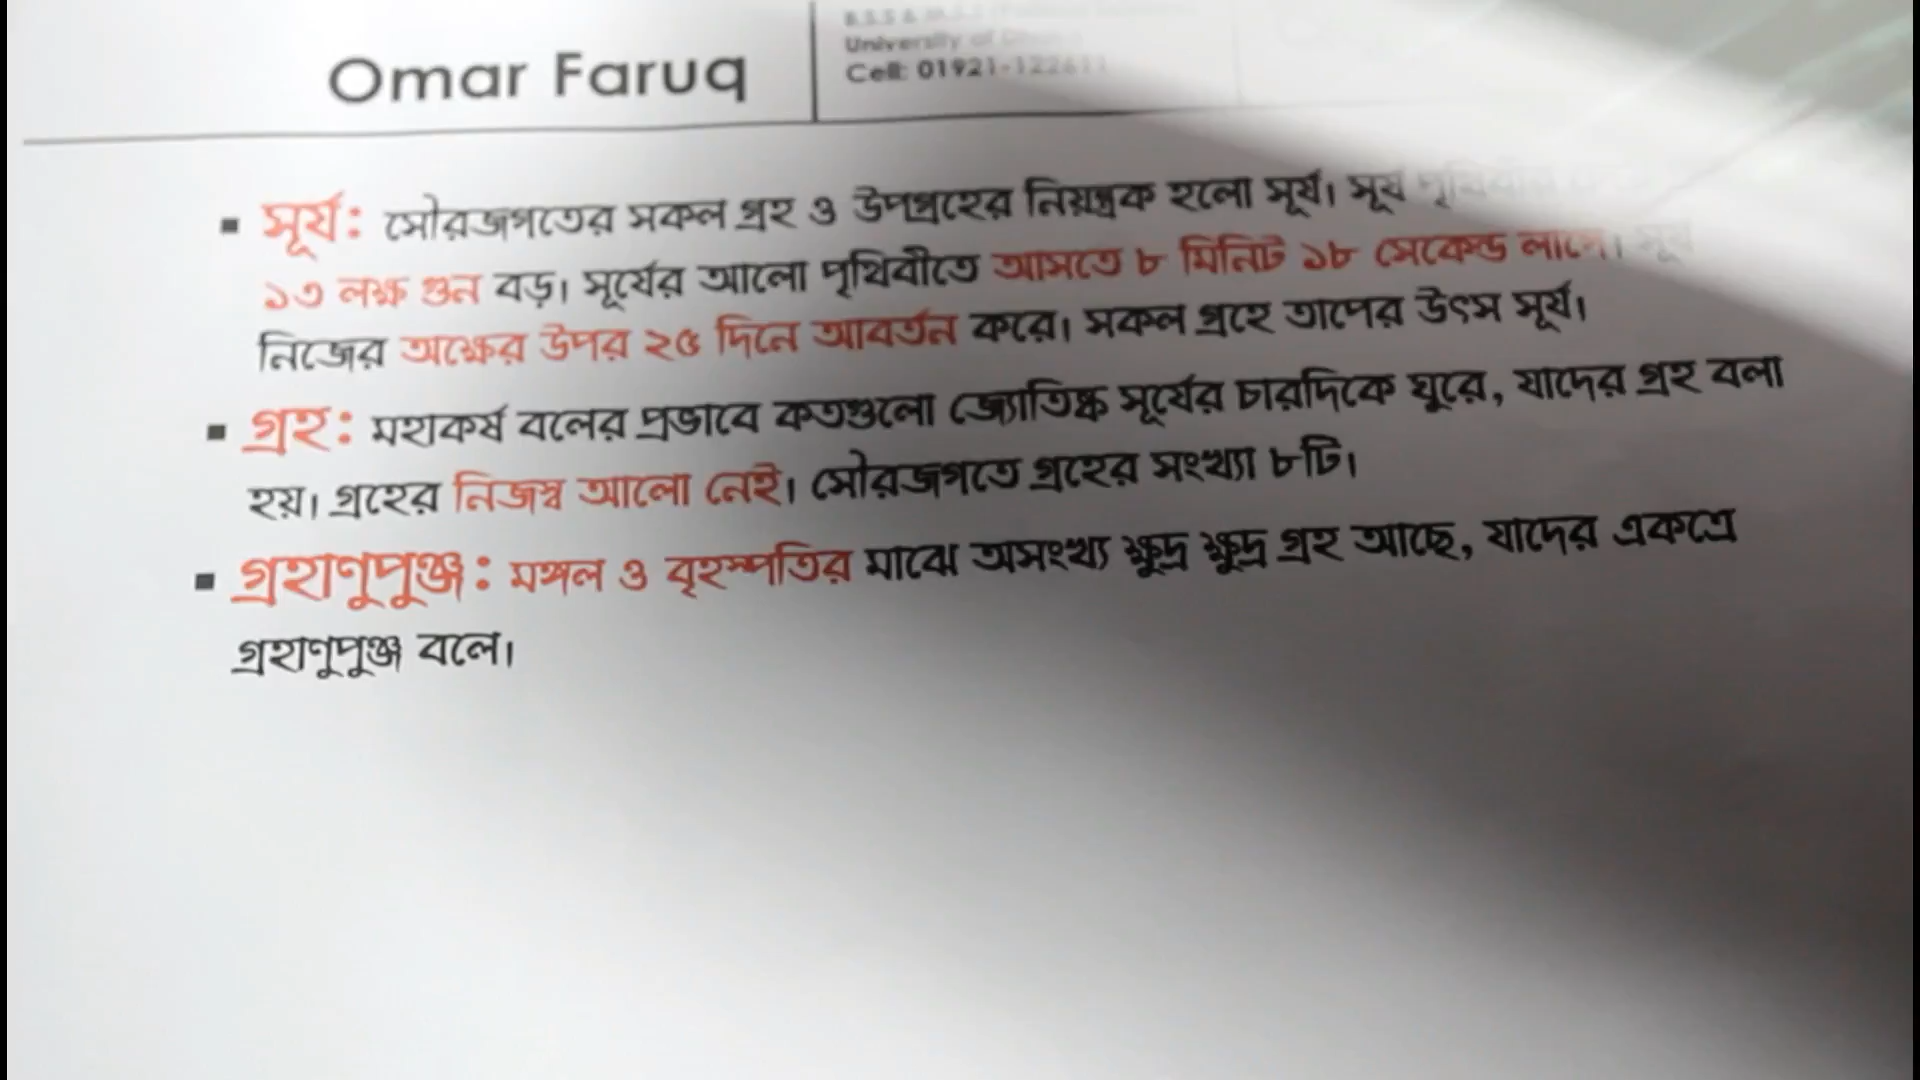 Omar Faruq
B.S.S &
University of
Cell: 01921-122611
▪ সূর্য: সৌরজগতের সকল গ্রহ ও উপগ্রহের নিয়ন্ত্রক হলো সূর্য। সূর্য পৃথিবীর
১৩ লক্ষ গুন বড়। সূর্যের আলো পৃথিবীতে আসতে ৮ মিনিট ১৮ সেকেন্ড লাগে। সূর্য
নিজের অক্ষের উপর ২৫ দিনে আবর্তন করে। সকল গ্রহে তাপের উৎস সূর্য।
▪ গ্রহ: মহাকর্ষ বলের প্রভাবে কতগুলো জ্যোতিষ্ক সূর্যের চারদিকে ঘুরে, যাদের গ্রহ বলা
হয়। গ্রহের নিজস্ব আলো নেই। সৌরজগতে গ্রহের সংখ্যা ৮টি।
▪ গ্রহাণুপুঞ্জ: মঙ্গল ও বৃহস্পতির মাঝে অসংখ্য ক্ষুদ্র ক্ষুদ্র গ্রহ আছে, যাদের একত্রে
গ্রহাণুপুঞ্জ বলে।